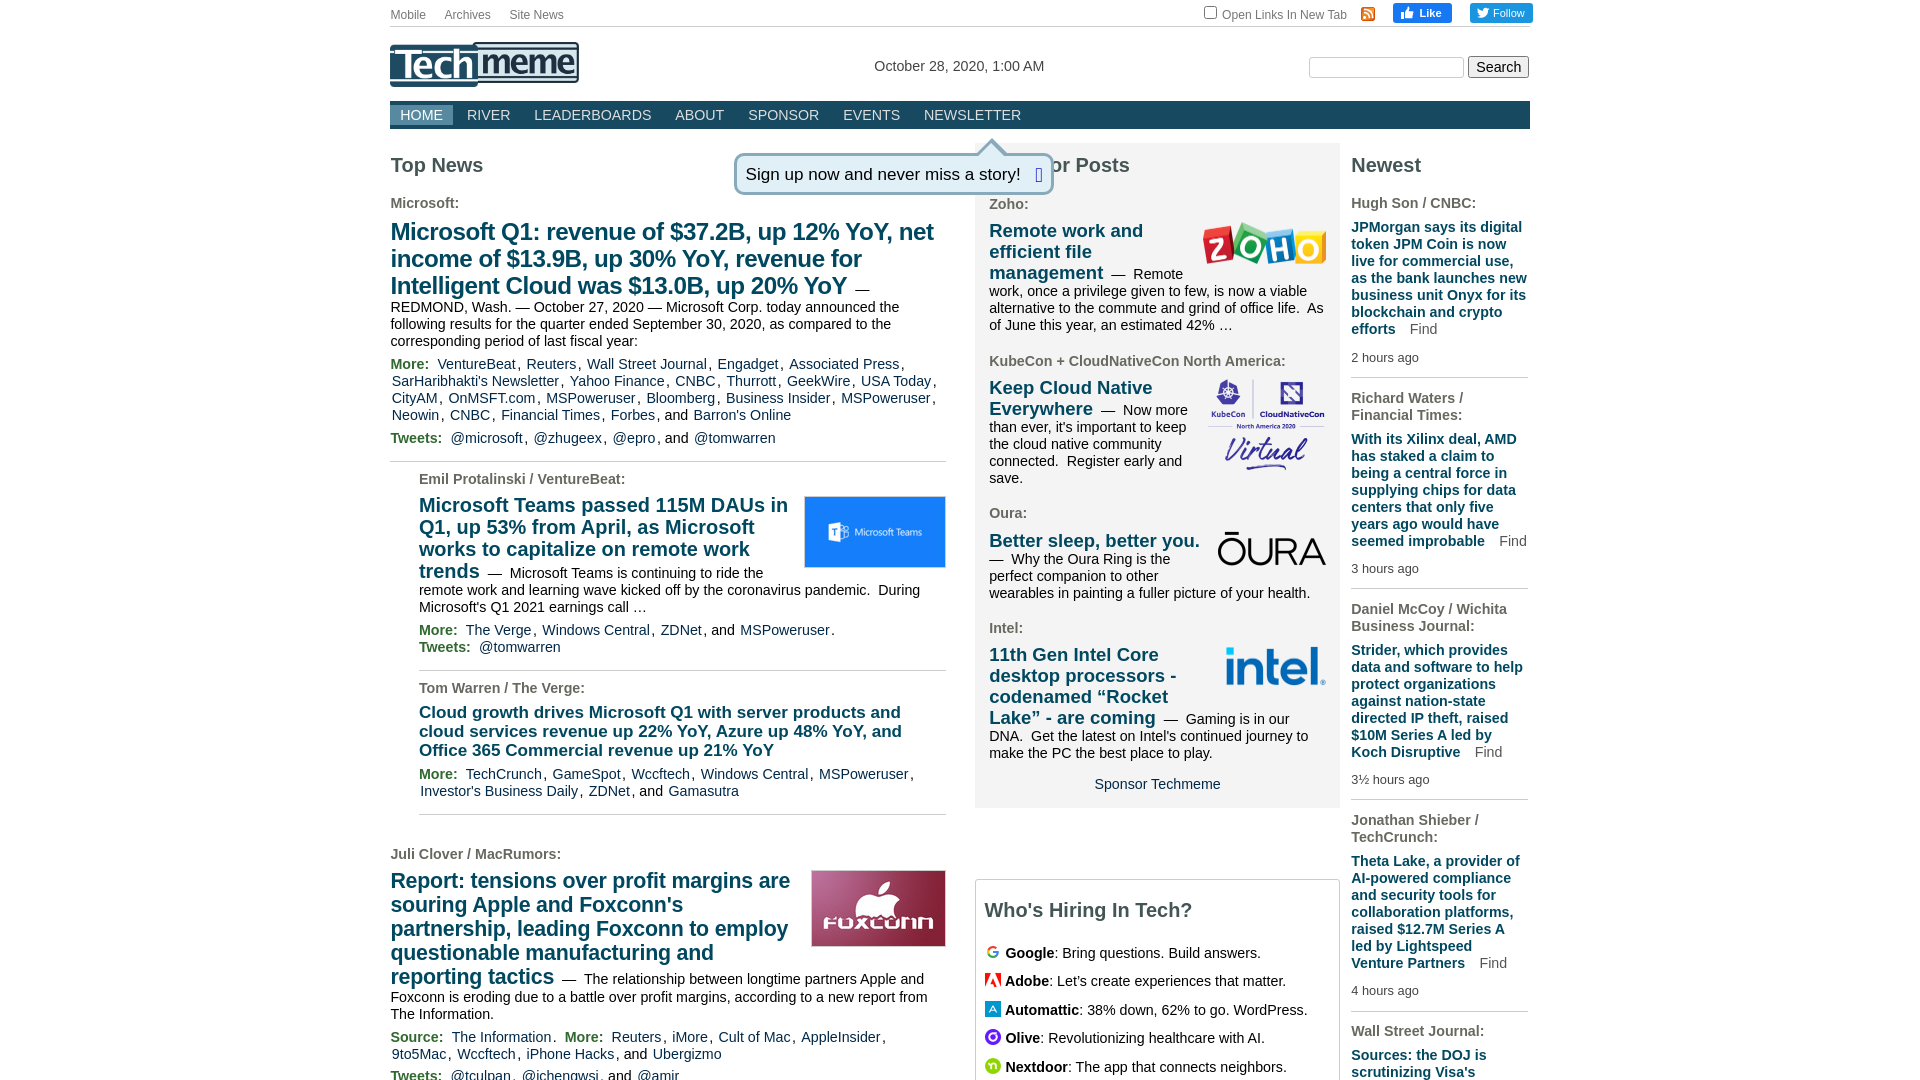 Mobile Archives Site News
Open Links In New Tab
Like
Follow
Techmeme
October 28, 2020, 1:00 AM
Search
HOME RIVER LEADERBOARDS ABOUT SPONSOR EVENTS NEWSLETTER
Sign up now and never miss a story!
Top News
Microsoft:
Microsoft Q1: revenue of $37.2B, up 12% YoY, net
income of $13.9B, up 30% YoY, revenue for
Intelligent Cloud was $13.0B, up 20% YoY —
REDMOND, Wash. — October 27, 2020 — Microsoft Corp. today announced the
following results for the quarter ended September 30, 2020, as compared to the
corresponding period of last fiscal year:
More: VentureBeat, Reuters, Wall Street Journal, Engadget, Associated Press,
SarHaribhakti's Newsletter, Yahoo Finance, CNBC, Thurrott, GeekWire, USA Today,
CityAM, OnMSFT.com, MSPoweruser, Bloomberg, Business Insider, MSPoweruser,
Neowin, CNBC, Financial Times, Forbes, and Barron's Online
Tweets: @microsoft, @zhugeex, @epro, and @tomwarren
Emil Protalinski / VentureBeat:
Microsoft Teams passed 115M DAUs in
Q1, up 53% from April, as Microsoft
works to capitalize on remote work
trends — Microsoft Teams is continuing to ride the
remote work and learning wave kicked off by the coronavirus pandemic. During
Microsoft's Q1 2021 earnings call …
Microsoft Teams
More: The Verge, Windows Central, ZDNet, and MSPoweruser.
Tweets: @tomwarren
Tom Warren / The Verge:
Cloud growth drives Microsoft Q1 with server products and
cloud services revenue up 22% YoY, Azure up 48% YoY, and
Office 365 Commercial revenue up 21% YoY
More: TechCrunch, GameSpot, Wccftech, Windows Central, MSPoweruser,
Investor's Business Daily, ZDNet, and Gamasutra
Juli Clover / MacRumors:
Report: tensions over profit margins are
souring Apple and Foxconn's
partnership, leading Foxconn to employ
questionable manufacturing and
reporting tactics — The relationship between longtime partners Apple and
Foxconn is eroding due to a battle over profit margins, according to a new report from
The Information.
FOXCONN
Source: The Information. More: Reuters, iMore, Cult of Mac, AppleInsider,
9to5Mac, Wccftech, iPhone Hacks, and Ubergizmo
Tweets: @tculpan, @jchengwsj, and @amir
or Posts
Zoho:
Remote work and
efficient file
management — Remote
work, once a privilege given to few, is now a viable
alternative to the commute and grind of office life. As
of June this year, an estimated 42% …
ZOHO
KubeCon + CloudNativeCon North America:
Keep Cloud Native
Everywhere — Now more
than ever, it's important to keep
the cloud native community
connected. Register early and
save.
KubeCon CloudNativeCon
North America 2020
Virtual
Oura:
Better sleep, better you.
— Why the Oura Ring is the
perfect companion to other
wearables in painting a fuller picture of your health.
ŌURA
Intel:
11th Gen Intel Core
desktop processors -
codenamed “Rocket
Lake” - are coming — Gaming is in our
DNA. Get the latest on Intel's continued journey to
make the PC the best place to play.
intel.
Sponsor Techmeme
Who's Hiring In Tech?
Google: Bring questions. Build answers.
Adobe: Let’s create experiences that matter.
Automattic: 38% down, 62% to go. WordPress.
Olive: Revolutionizing healthcare with AI.
Nextdoor: The app that connects neighbors.
Newest
Hugh Son / CNBC:
JPMorgan says its digital
token JPM Coin is now
live for commercial use,
as the bank launches new
business unit Onyx for its
blockchain and crypto
efforts Find
2 hours ago
Richard Waters /
Financial Times:
With its Xilinx deal, AMD
has staked a claim to
being a central force in
supplying chips for data
centers that only five
years ago would have
seemed improbable Find
3 hours ago
Daniel McCoy / Wichita
Business Journal:
Strider, which provides
data and software to help
protect organizations
against nation-state
directed IP theft, raised
$10M Series A led by
Koch Disruptive Find
3½ hours ago
Jonathan Shieber /
TechCrunch:
Theta Lake, a provider of
AI-powered compliance
and security tools for
collaboration platforms,
raised $12.7M Series A
led by Lightspeed
Venture Partners Find
4 hours ago
Wall Street Journal:
Sources: the DOJ is
scrutinizing Visa's